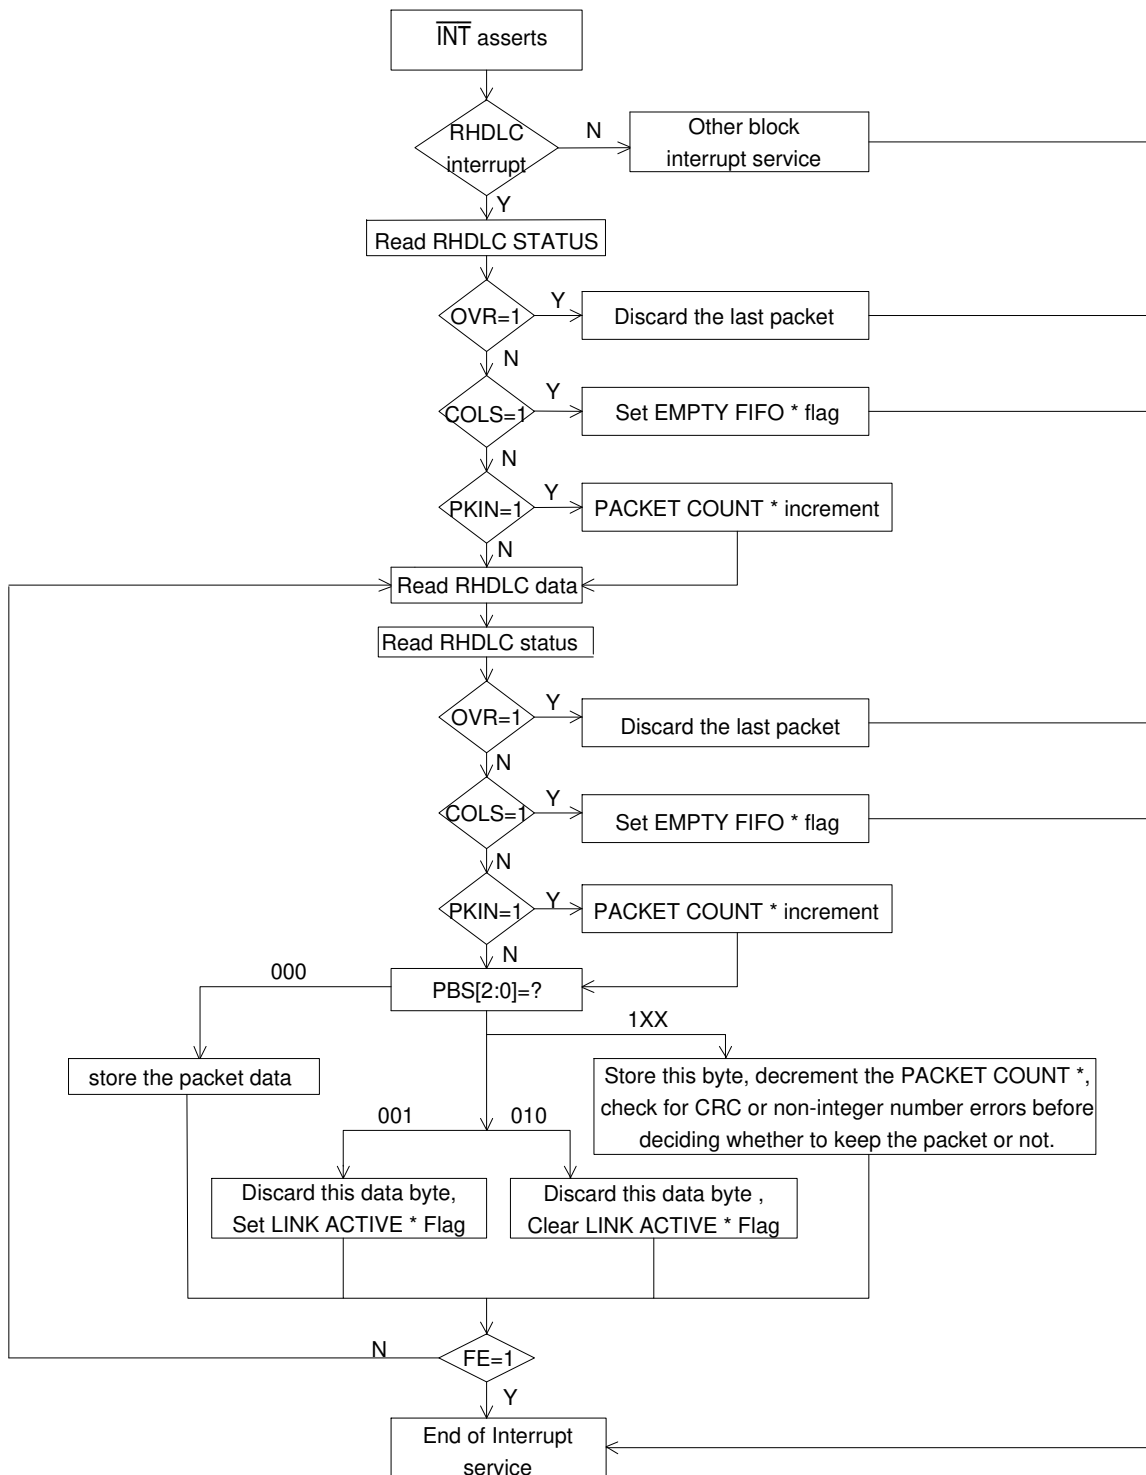 INT asserts
RHDLC
interrupt
N
Other block
interrupt service
Y
Read RHDLC STATUS
OVR=1
Y
Discard the last packet
N
COLS=1
Y
Set EMPTY FIFO * flag
N
PKIN=1
Y
PACKET COUNT * increment
N
Read RHDLC data
Read RHDLC status
OVR=1
Y
Discard the last packet
N
COLS=1
Y
Set EMPTY FIFO * flag
N
PKIN=1
Y
PACKET COUNT * increment
N
000
PBS[2:0]=?
1XX
store the packet data
Store this byte, decrement the PACKET COUNT *,
check for CRC or non-integer number errors before
deciding whether to keep the packet or not.
001
010
Discard this data byte,
Set LINK ACTIVE * Flag
Discard this data byte ,
Clear LINK ACTIVE * Flag
N
FE=1
Y
End of Interrupt
service